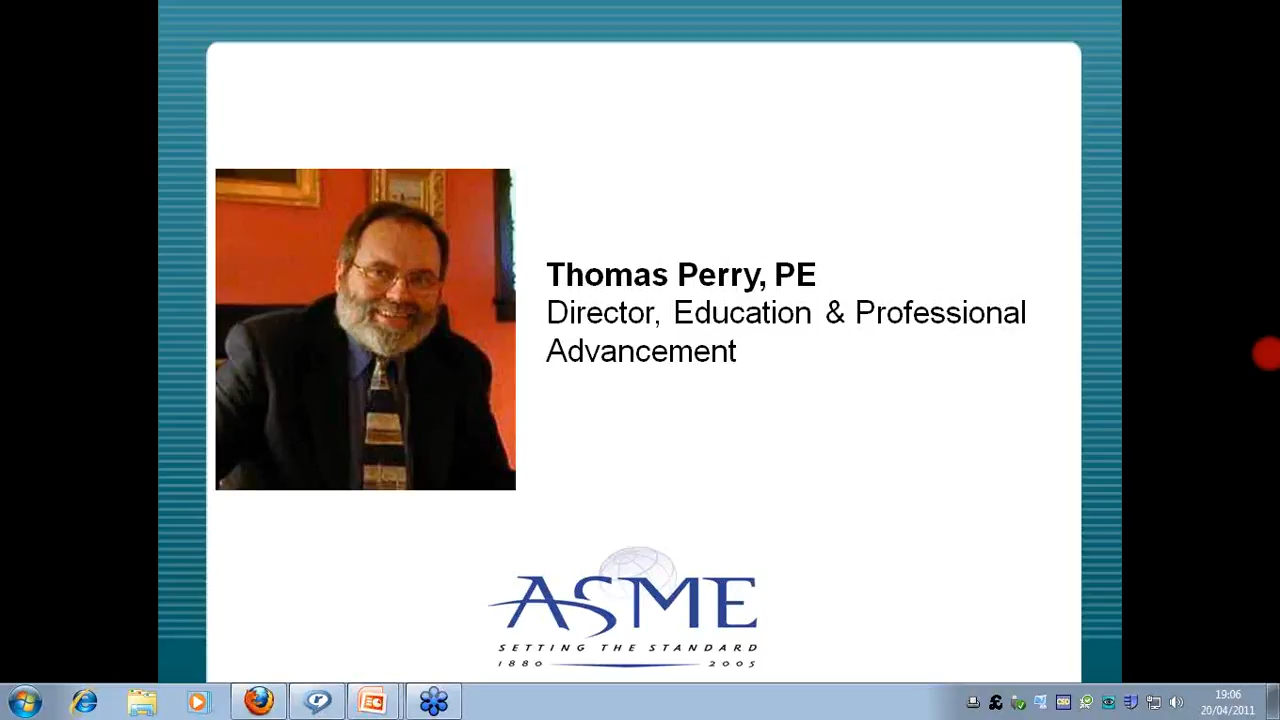 Thomas Perry, PE
Director, Education & Professional
Advancement
ASME
SETTING THE STANDARD
1880 2005
19:06
20/04/2011